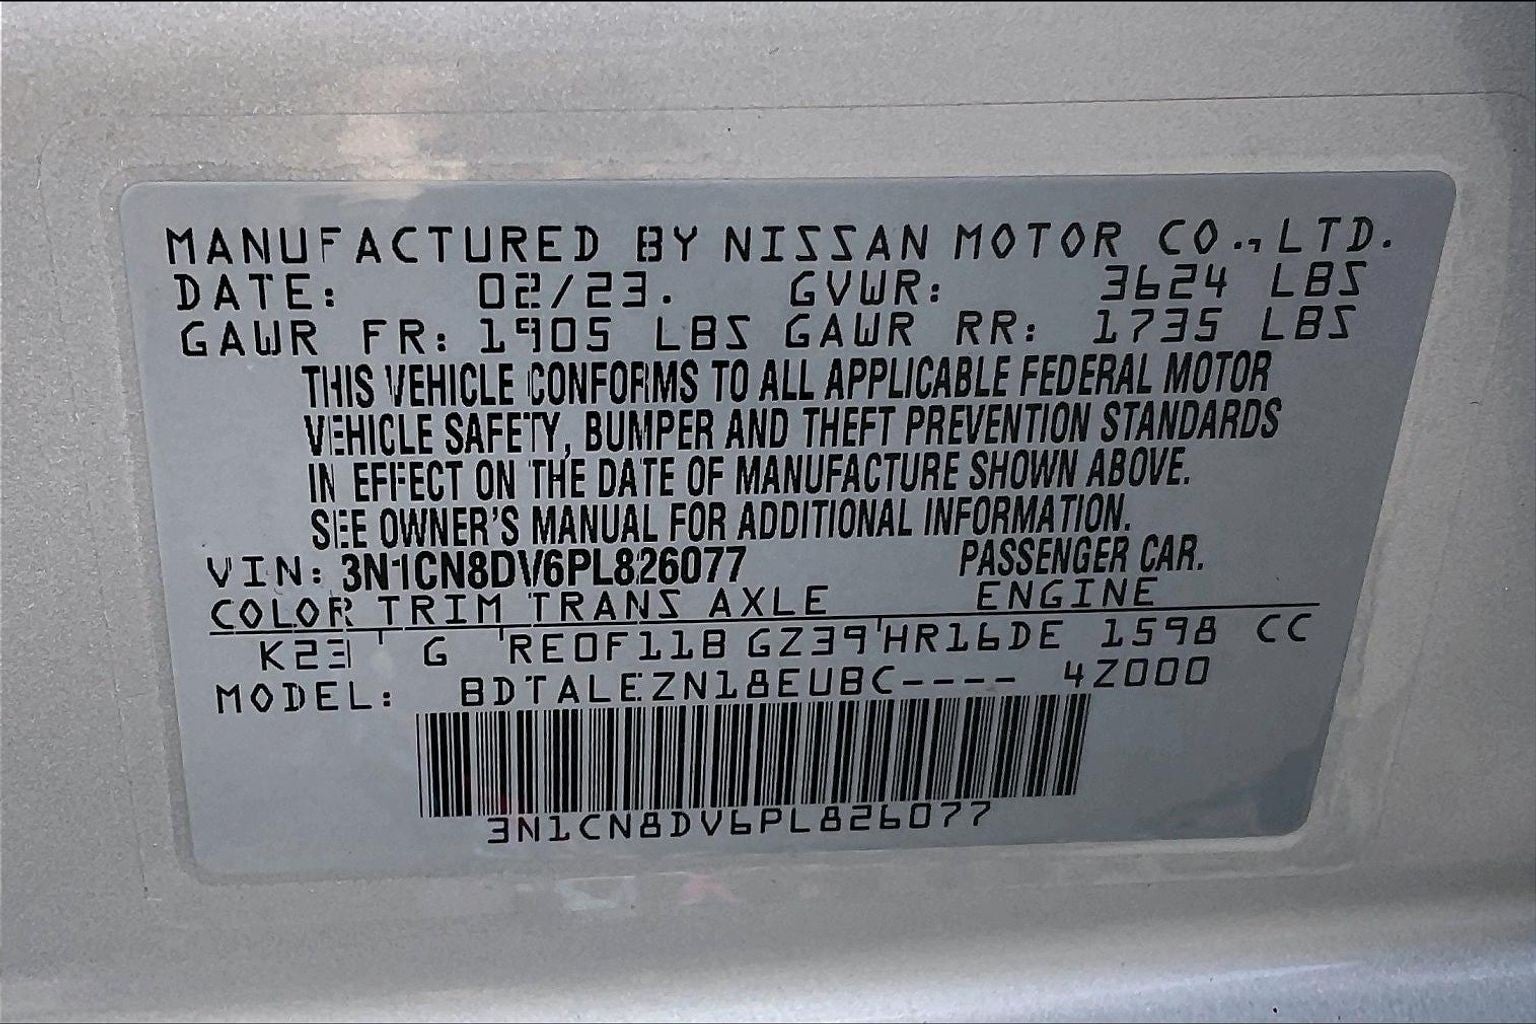 MANUFACTURED BY NISSAN MOTOR CO.,LTD.
DATE: 02/23. GVWR: 3624 LBS
GAWR FR: 1905 LBS GAWR RR: 1735 LBS
THIS VEHICLE CONFORMS TO ALL APPLICABLE FEDERAL MOTOR
VEHICLE SAFETY, BUMPER AND THEFT PREVENTION STANDARDS
IN EFFECT ON THE DATE OF MANUFACTURE SHOWN ABOVE.
SEE OWNER'S MANUAL FOR ADDITIONAL INFORMATION.
VIN: 3N1CN8DV6PL826077 PASSENGER CAR.
COLOR TRIM TRANS AXLE ENGINE
K23 G RE0F11B GZ39 HR16DE 1598 CC
MODEL: BDTALEZN18EUBC---- 4Z000
3N1CN8DV6PL826077